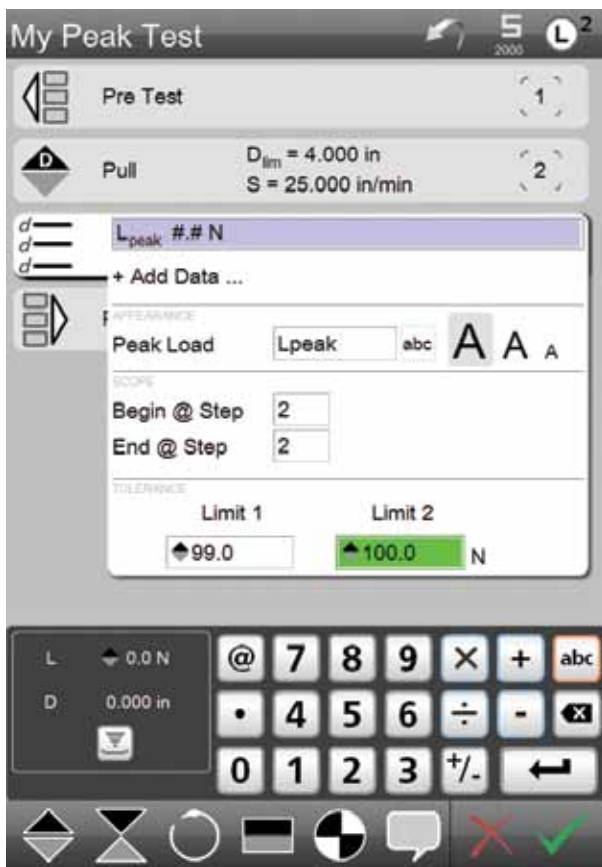 My Peak Test
S 2000 L 2
Pre Test 1
D Pull Dlim = 4.000 in 2
S = 25.000 in/min
d
d
d
Lpeak #.# N
+ Add Data ...
APPEARANCE
Peak Load Lpeak abc A A A
SCOPE
Begin @ Step 2
End @ Step 2
TOLERANCE
Limit 1 Limit 2
99.0 100.0 N
L 0.0 N
D 0.000 in
@ 7 8 9 × + abc
. 4 5 6 ÷ -
0 1 2 3 +/-